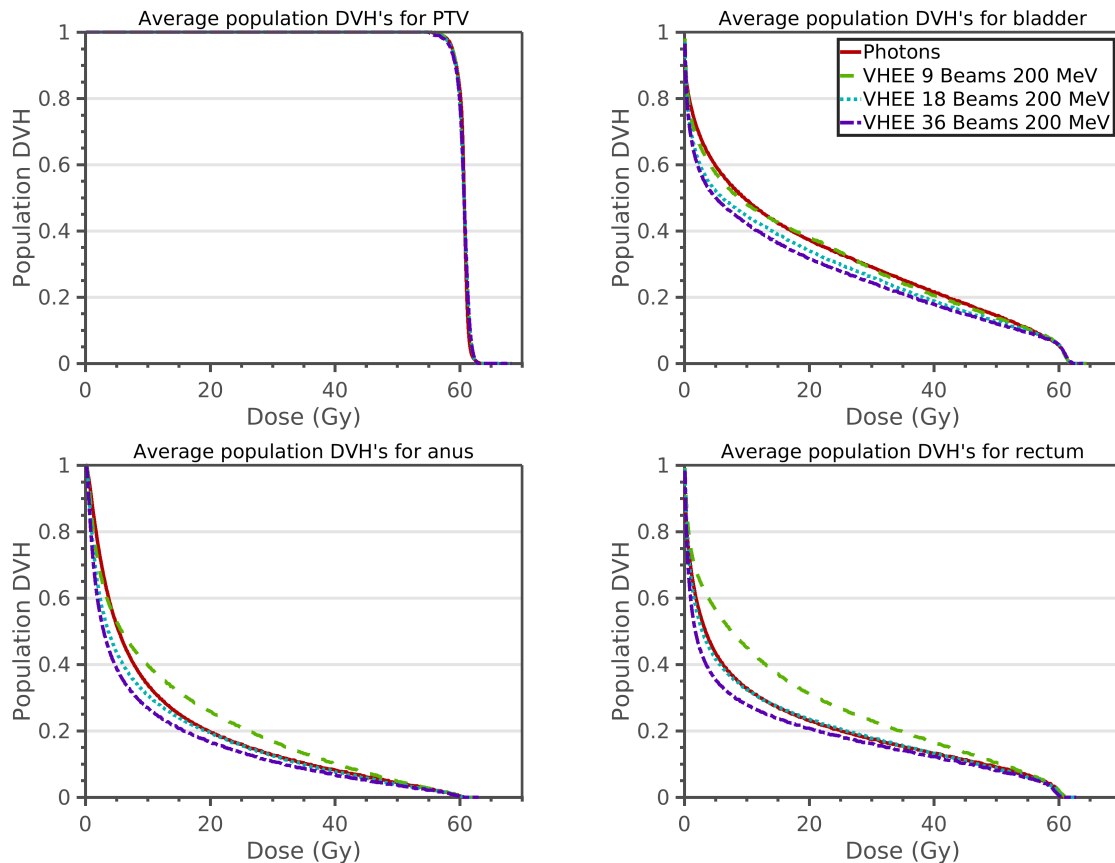 Average population DVH's for PTV
1
0.8
0.6
0.4
0.2
0
Population DVH
0 20 40 60
Dose (Gy)
Average population DVH's for bladder
Photons
VHEE 9 Beams 200 MeV
VHEE 18 Beams 200 MeV
VHEE 36 Beams 200 MeV
1
0.8
0.6
0.4
0.2
0
Population DVH
0 20 40 60
Dose (Gy)
Average population DVH's for anus
1
0.8
0.6
0.4
0.2
0
Population DVH
0 20 40 60
Dose (Gy)
Average population DVH's for rectum
1
0.8
0.6
0.4
0.2
0
Population DVH
0 20 40 60
Dose (Gy)